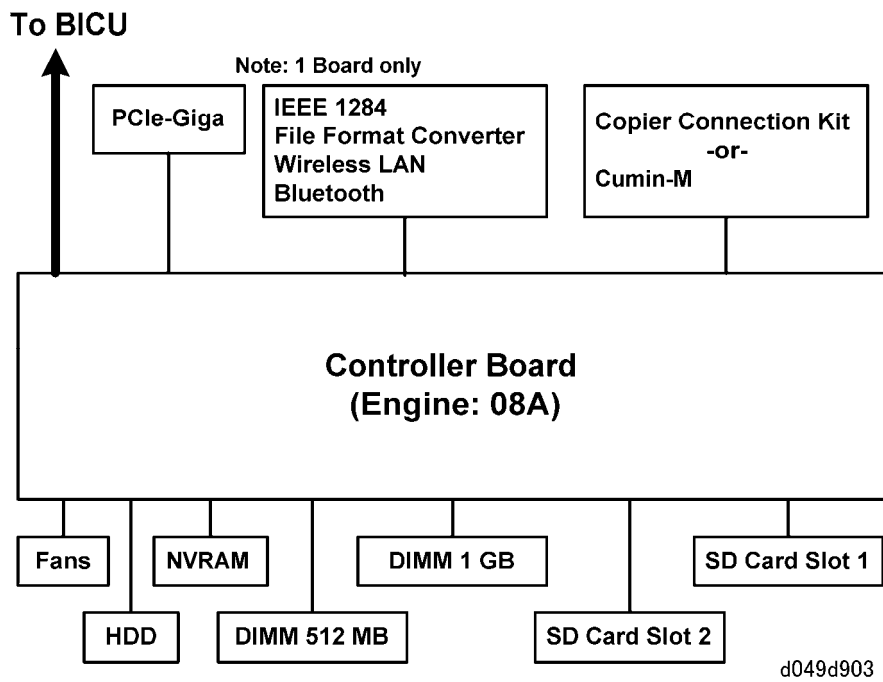 To BICU
Note: 1 Board only
PCIe-Giga
IEEE 1284
File Format Converter
Wireless LAN
Bluetooth
Copier Connection Kit
-or-
Cumin-M
Controller Board
(Engine: 08A)
Fans
NVRAM
DIMM 1 GB
SD Card Slot 1
HDD
DIMM 512 MB
SD Card Slot 2
d049d903